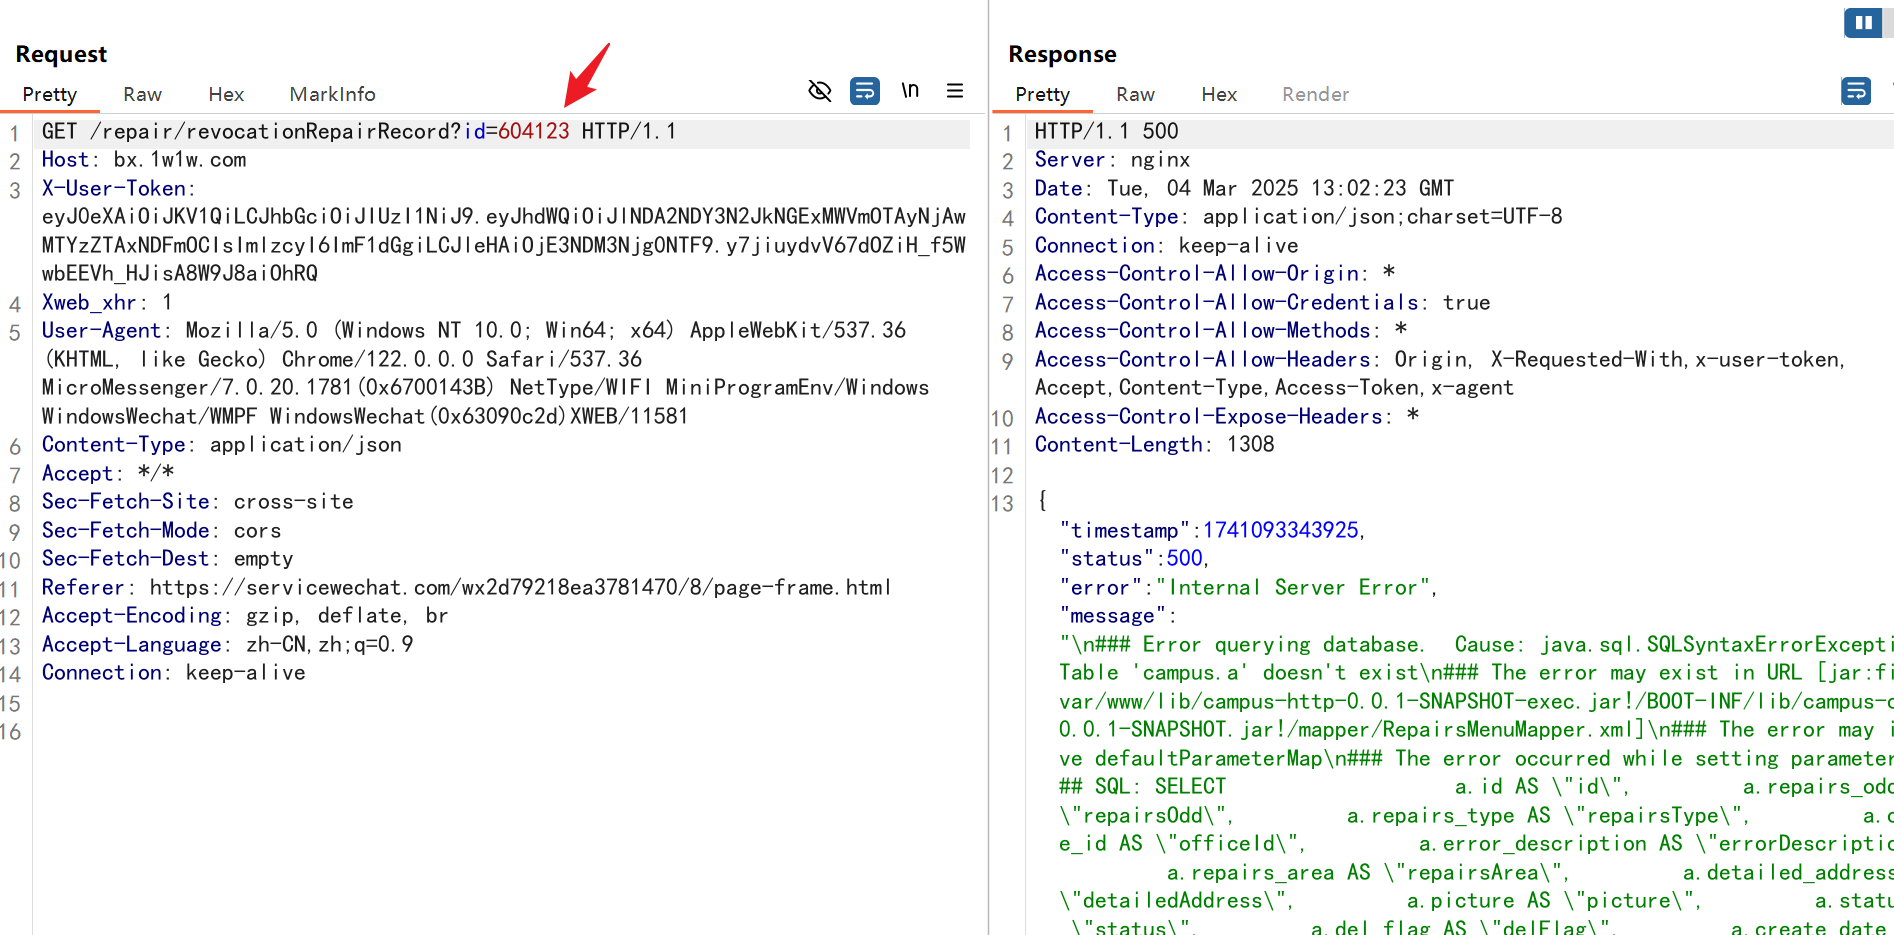 Request
Pretty Raw Hex MarkInfo \n
1 GET /repair/revocationRepairRecord?id=604123 HTTP/1.1
2 Host: bx.1w1w.com
3 X-User-Token:
eyJ0eXAiOiJKV1QiLCJhbGciOiJIUzI1NiJ9.eyJhdWQiOiJlNDA2NDY3N2JkNGExMWVmOTAyNjAw
MTYzZTAxNDFmOCIsImlzcyI6ImF1dGgiLCJleHAiOjE3NDM3Njg0NTF9.y7jiuydvV67dOZiH_f5W
wbEEVh_HJisA8W9J8aiOhRQ
4 Xweb_xhr: 1
5 User-Agent: Mozilla/5.0 (Windows NT 10.0; Win64; x64) AppleWebKit/537.36
(KHTML, like Gecko) Chrome/122.0.0.0 Safari/537.36
MicroMessenger/7.0.20.1781(0x6700143B) NetType/WIFI MiniProgramEnv/Windows
WindowsWechat/WMPF WindowsWechat(0x63090c2d)XWEB/11581
6 Content-Type: application/json
7 Accept: */*
8 Sec-Fetch-Site: cross-site
9 Sec-Fetch-Mode: cors
10 Sec-Fetch-Dest: empty
11 Referer: https://servicewechat.com/wx2d79218ea3781470/8/page-frame.html
12 Accept-Encoding: gzip, deflate, br
13 Accept-Language: zh-CN,zh;q=0.9
14 Connection: keep-alive
15
16
Response
Pretty Raw Hex Render
1 HTTP/1.1 500
2 Server: nginx
3 Date: Tue, 04 Mar 2025 13:02:23 GMT
4 Content-Type: application/json;charset=UTF-8
5 Connection: keep-alive
6 Access-Control-Allow-Origin: *
7 Access-Control-Allow-Credentials: true
8 Access-Control-Allow-Methods: *
9 Access-Control-Allow-Headers: Origin, X-Requested-With,x-user-token,
Accept,Content-Type,Access-Token,x-agent
10 Access-Control-Expose-Headers: *
11 Content-Length: 1308
12
13 {
"timestamp":1741093343925,
"status":500,
"error":"Internal Server Error",
"message":
"\n### Error querying database.  Cause: java.sql.SQLSyntaxErrorExcepti
Table 'campus.a' doesn't exist\n### The error may exist in URL [jar:fi
var/www/lib/campus-http-0.0.1-SNAPSHOT-exec.jar!/BOOT-INF/lib/campus-c
0.0.1-SNAPSHOT.jar!/mapper/RepairsMenuMapper.xml]\n### The error may i
ve defaultParameterMap\n### The error occurred while setting parameter
## SQL: SELECT a.id AS \"id\", a.repairs_odd
\"repairsOdd\", a.repairs_type AS \"repairsType\", a.o
e_id AS \"officeId\", a.error_description AS \"errorDescriptio
a.repairs_area AS \"repairsArea\", a.detailed_address
\"detailedAddress\", a.picture AS \"picture\", a.statu
\"status\", a.del_flag AS \"delFlag\", a.create_date